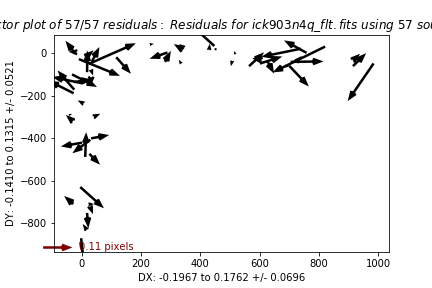 ctor plot of 57/57 residuals: Residuals for ick903n4q_flt.fits using 57 sou
0
−200
−400
−600
−800
0
200
400
600
800
1000
0.11 pixels
DY: -0.1410 to 0.1315 +/- 0.0521
DX: -0.1967 to 0.1762 +/- 0.0696